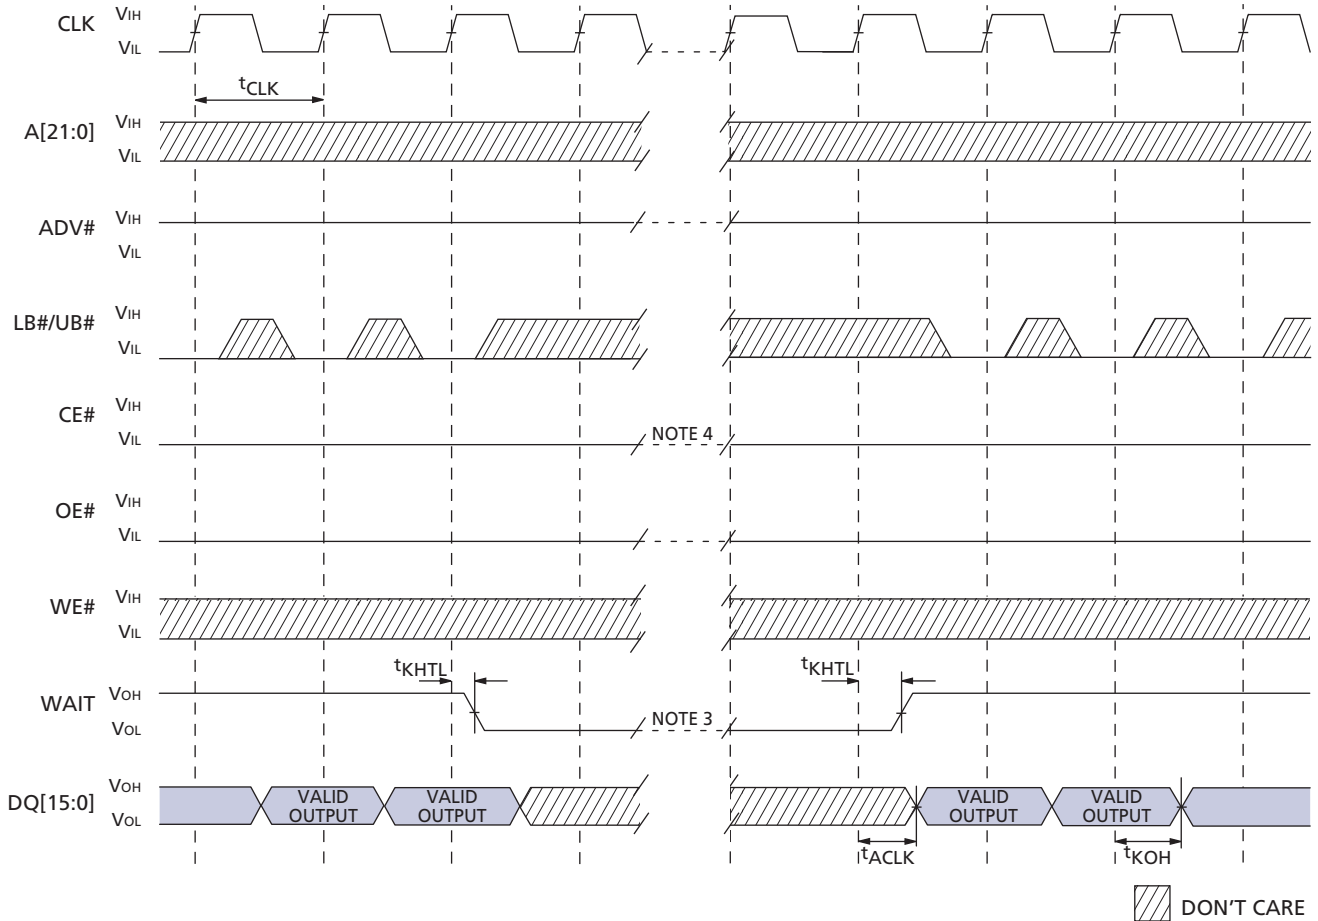 CLK VIH
VIL
tCLK
A[21:0] VIH
VIL
ADV# VIH
VIL
LB#/UB# VIH
VIL
CE# VIH
VIL
NOTE 4
OE# VIH
VIL
WE# VIH
VIL
tKHTL tKHTL
WAIT VOH
VOL
NOTE 3
DQ[15:0] VOH
VOL
VALID OUTPUT
VALID OUTPUT
VALID OUTPUT
VALID OUTPUT
tACLK tKOH
DON'T CARE